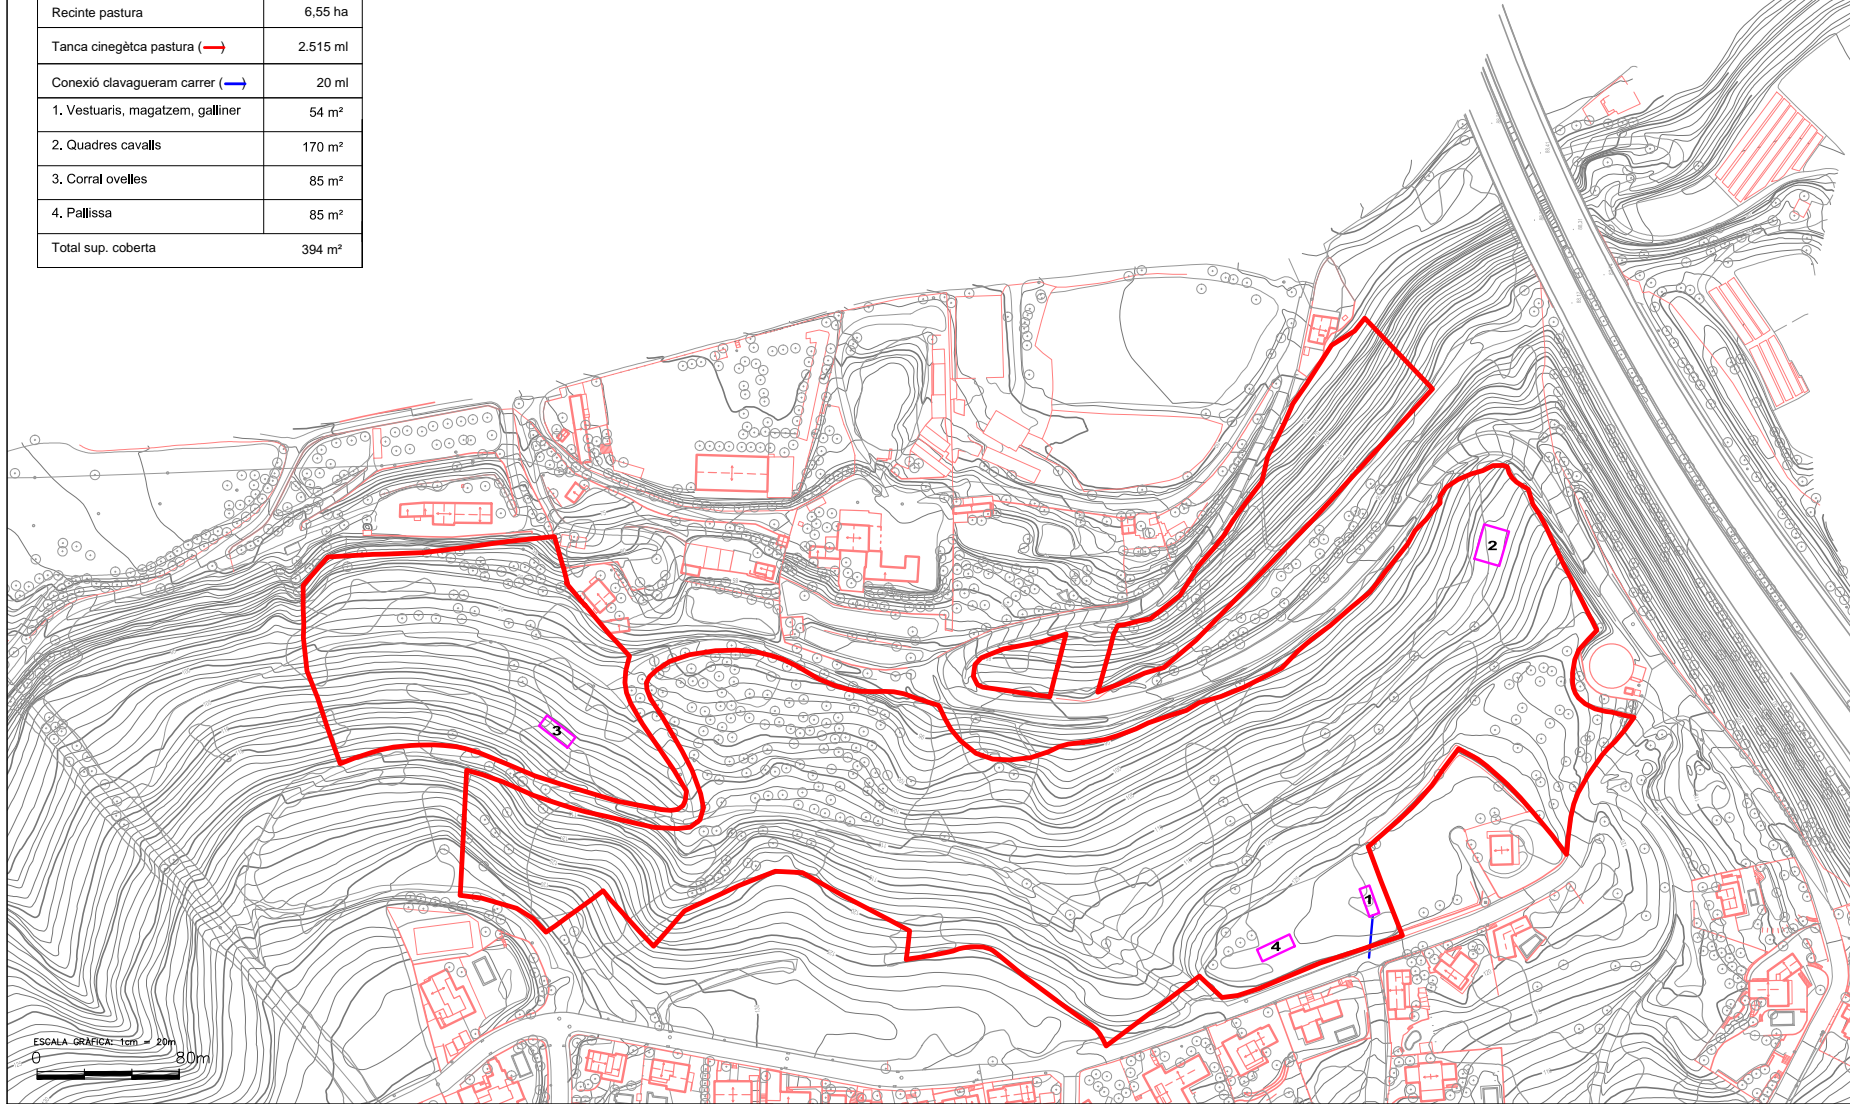 Recinte pastura 6,55 ha
Tanca cinegètca pastura (—) 2.515 ml
Conexió clavagueram carrer (—) 20 ml
1. Vestuaris, magatzem, galliner 54 m²
2. Quadres cavalls 170 m²
3. Corral ovelles 85 m²
4. Pallissa 85 m²
Total sup. coberta 394 m²
2
3
1
4
ESCALA GRÀFICA: 1cm = 20m
0 80m